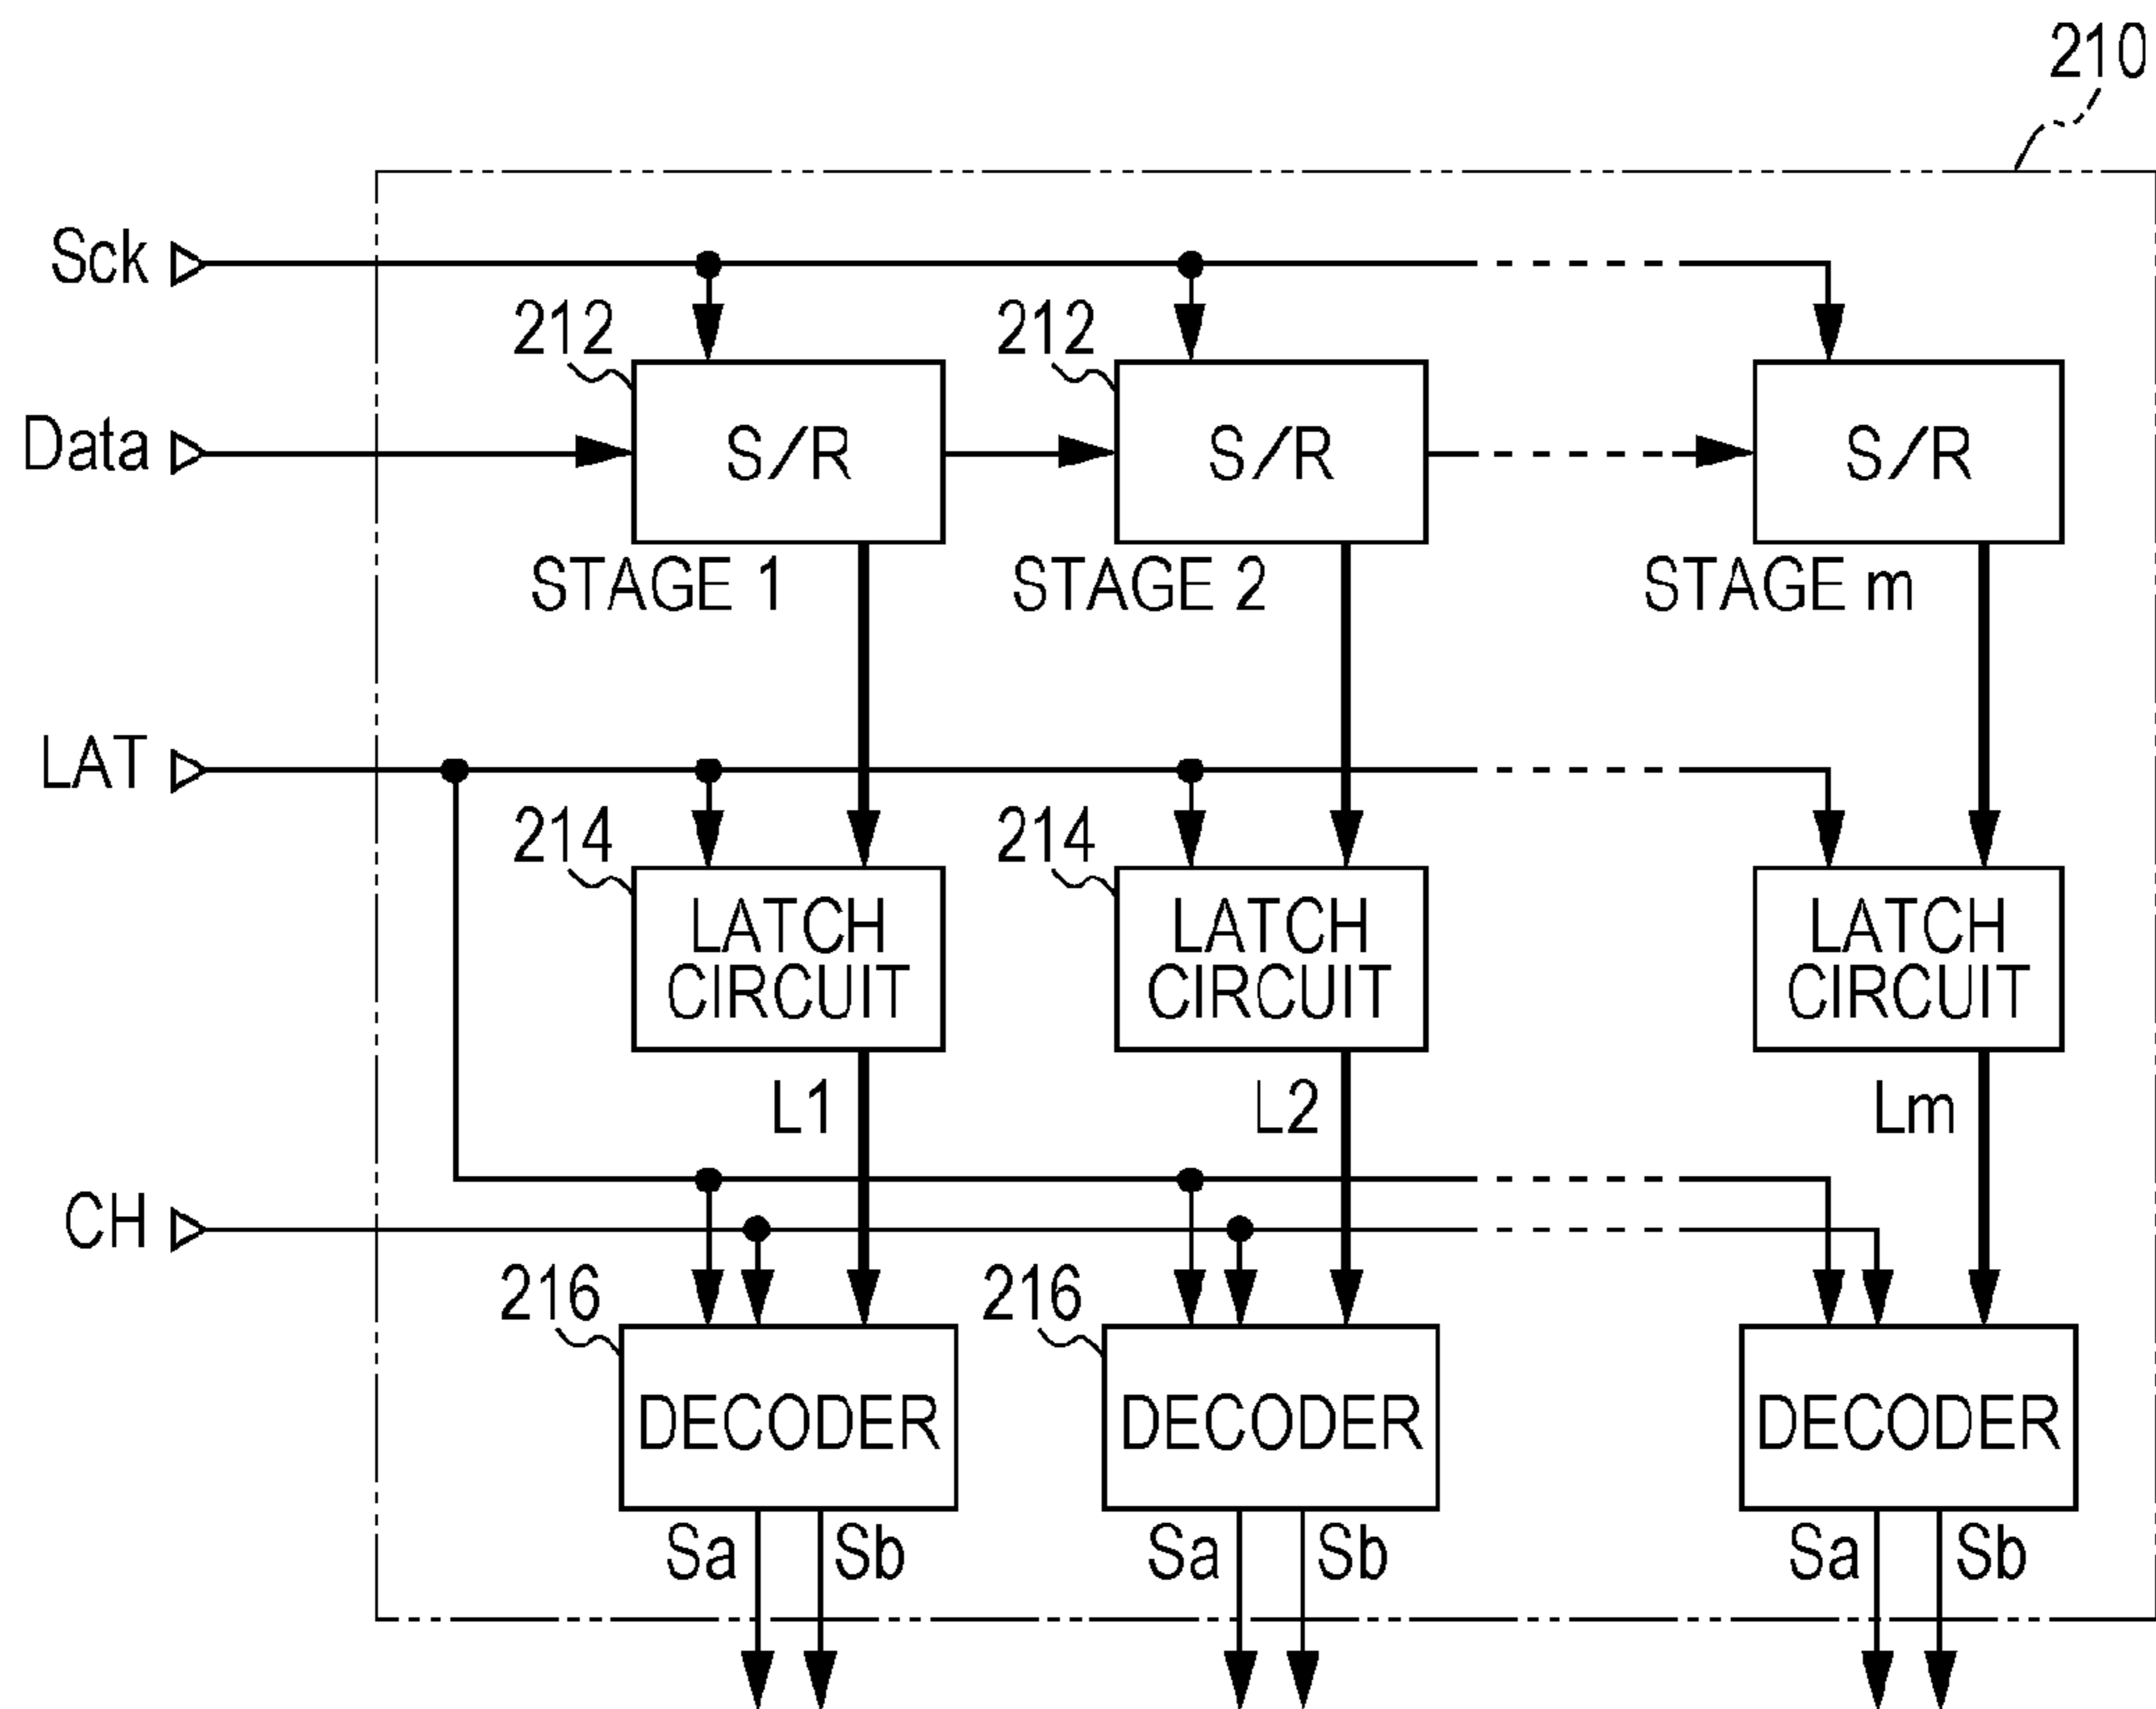 210
Sck
212
212
Data
S/R
S/R
S/R
STAGE 1
STAGE 2
STAGE m
LAT
214
214
LATCH
CIRCUIT
LATCH
CIRCUIT
LATCH
CIRCUIT
L1
L2
Lm
CH
216
216
DECODER
DECODER
DECODER
Sa
Sb
Sa
Sb
Sa
Sb